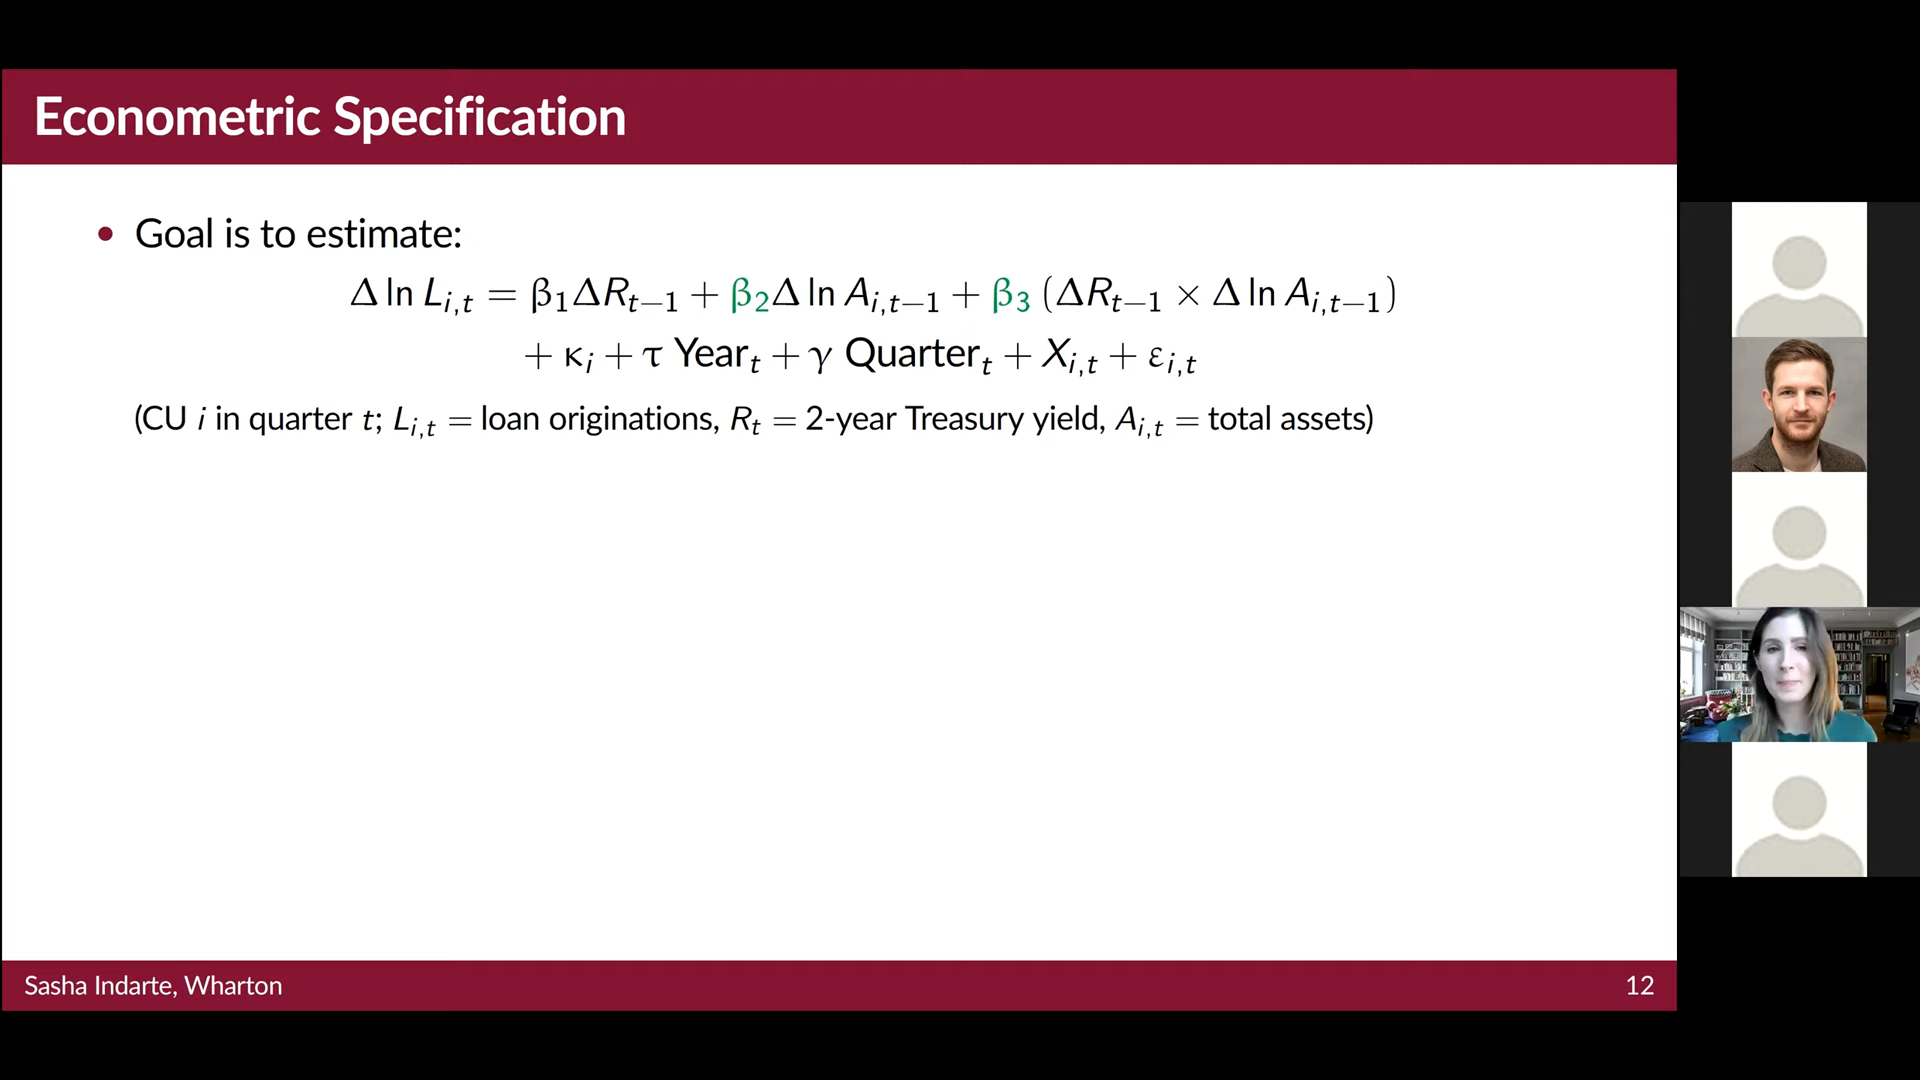 Econometric Specification
• Goal is to estimate:
Δ ln L_{i,t} = β₁ΔR_{t−1} + β₂Δ ln A_{i,t−1} + β₃ (ΔR_{t−1} × Δ ln A_{i,t−1})
+ κ_i + τ Year_t + γ Quarter_t + X_{i,t} + ε_{i,t}
(CU i in quarter t; L_{i,t} = loan originations, R_t = 2-year Treasury yield, A_{i,t} = total assets)
Sasha Indarte, Wharton
12